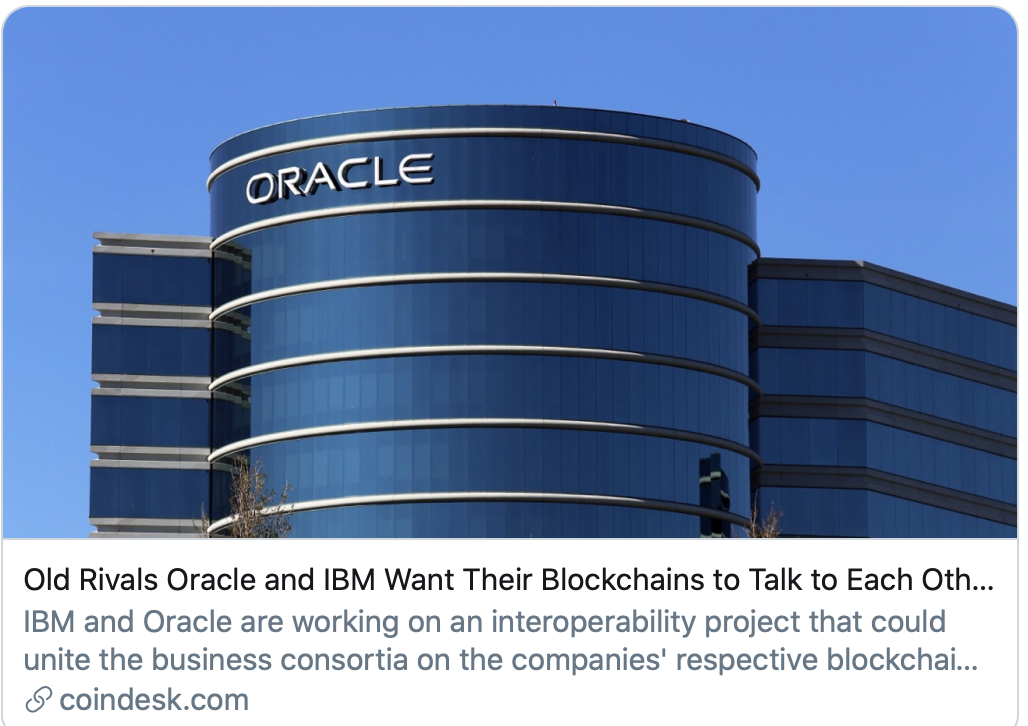 ORACLE
Old Rivals Oracle and IBM Want Their Blockchains to Talk to Each Oth...
IBM and Oracle are working on an interoperability project that could
unite the business consortia on the companies' respective blockchai...
coindesk.com